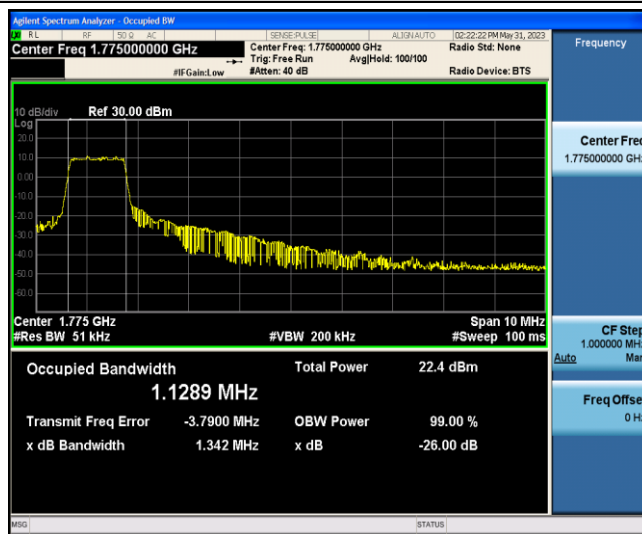 Agilent Spectrum Analyzer - Occupied BW
RL RF 50 Ω AC SENSE:PULSE ALIGN AUTO 02:22:22 PM May 31, 2023
Center Freq 1.775000000 GHz
Center Freq: 1.775000000 GHz
Radio Std: None
Trig: Free Run
Avg|Hold: 100/100
#IFGain:Low
#Atten: 40 dB
Radio Device: BTS
10 dB/div
Ref 30.00 dBm
Log
20.0
10.0
0.00
-10.0
-20.0
-30.0
-40.0
-50.0
-60.0
Center 1.775 GHz
Span 10 MHz
#Res BW 51 kHz
#VBW 200 kHz
#Sweep 100 ms
Occupied Bandwidth
1.1289 MHz
Total Power 22.4 dBm
Transmit Freq Error -3.7900 MHz
OBW Power 99.00 %
x dB Bandwidth 1.342 MHz
x dB -26.00 dB
MSG
STATUS
Frequency
Center Freq
1.775000000 GHz
CF Step
1.000000 MHz
Auto Man
Freq Offset
0 Hz